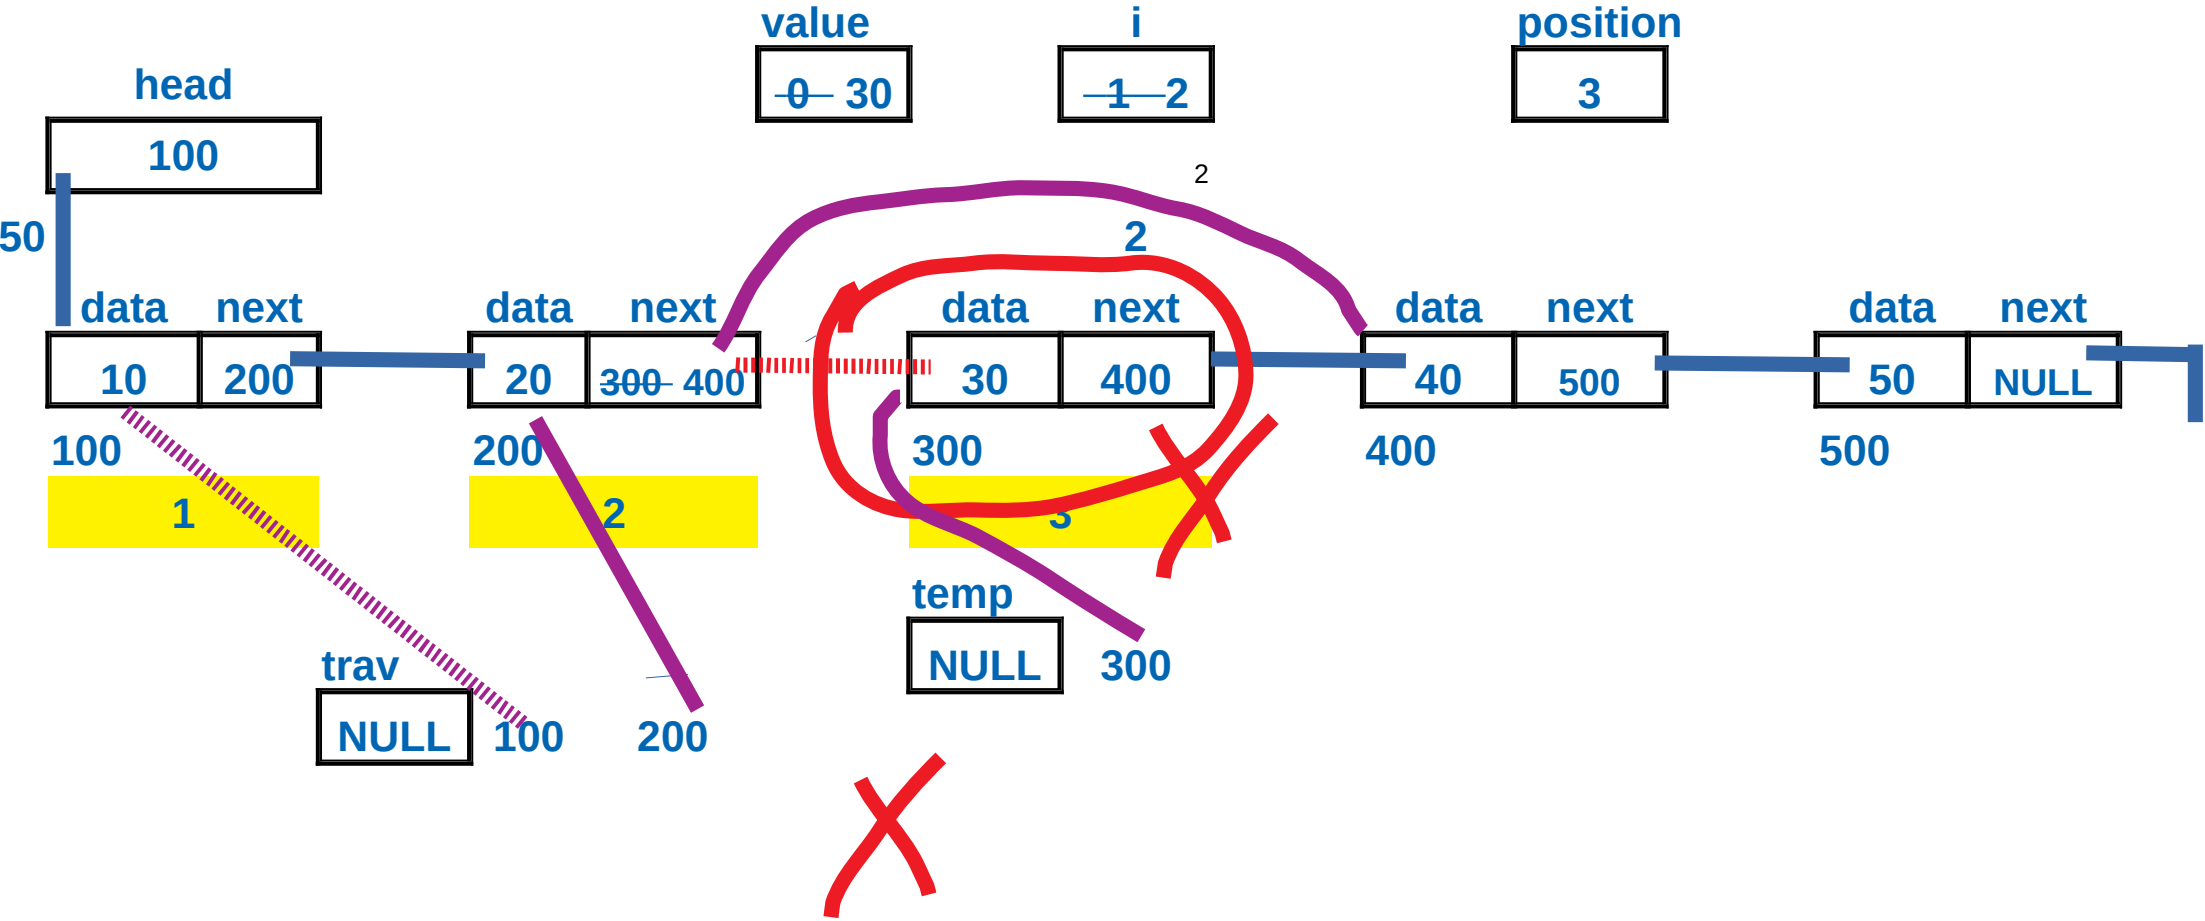 value i position
head
0 30 1 2 3
100
2
50 2
data next data next data next data next data next
10 200 20 300 400 30 400 40 500 50 NULL
100 200 300 400 500
1 2 3
temp
trav NULL 300
NULL 100 200